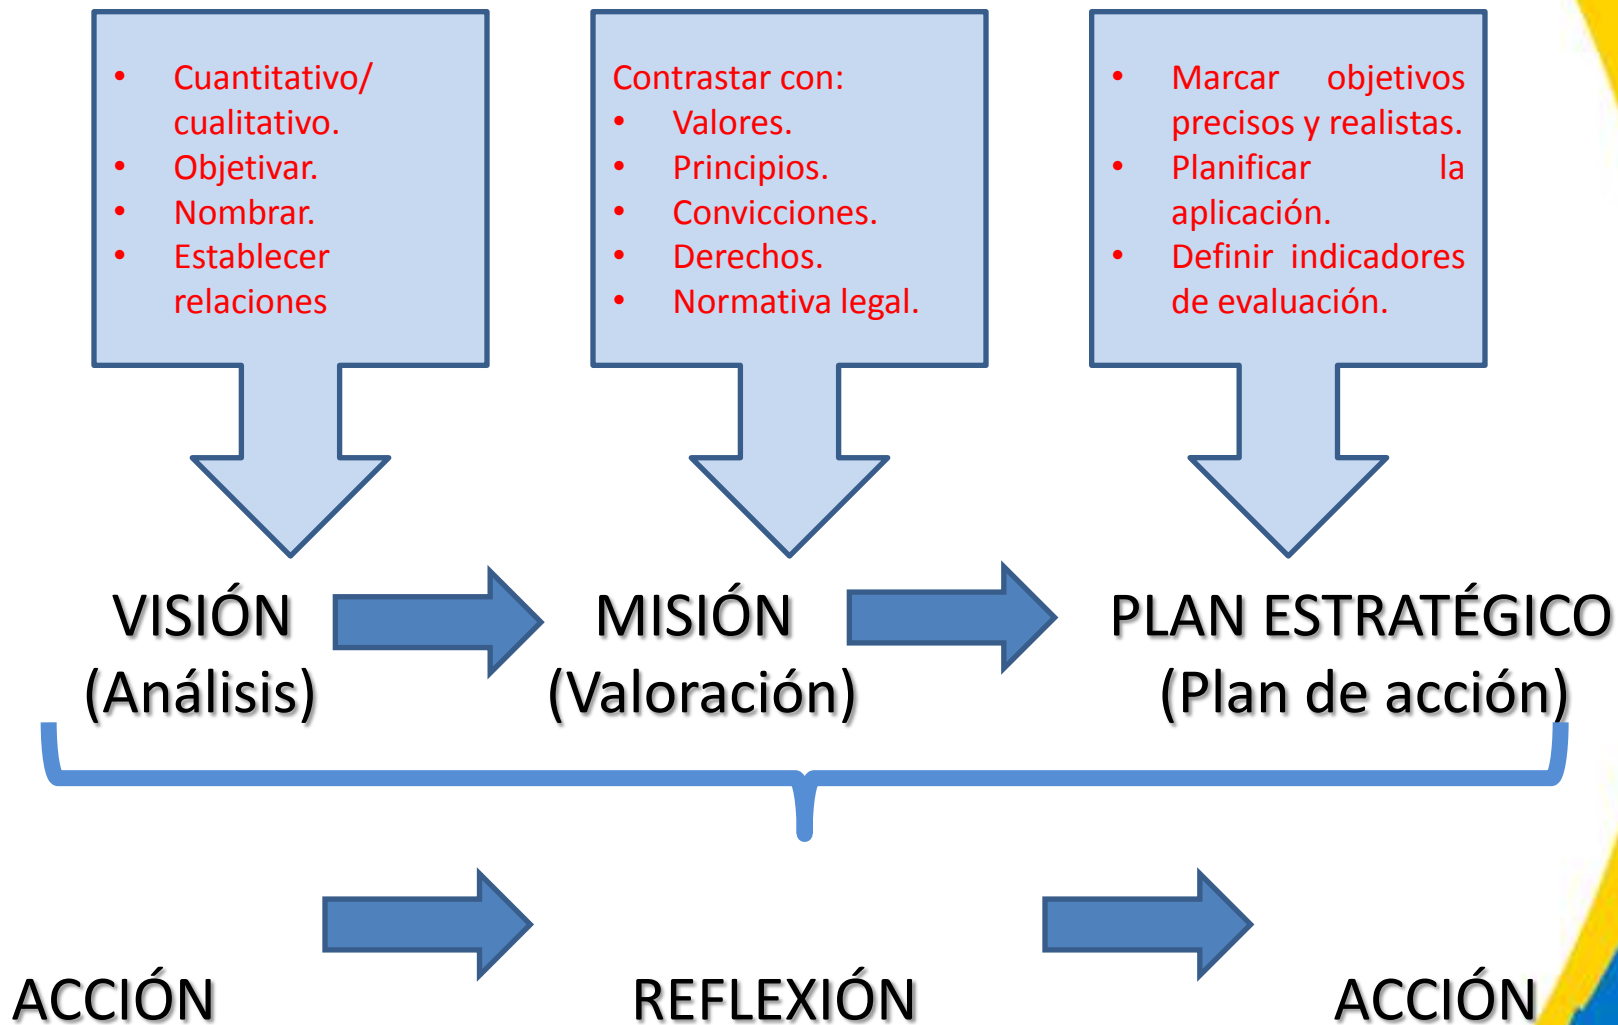 • Cuantitativo/
cualitativo.
• Objetivar.
• Nombrar.
• Establecer
relaciones
Contrastar con:
• Valores.
• Principios.
• Convicciones.
• Derechos.
• Normativa legal.
• Marcar objetivos
precisos y realistas.
• Planificar la
aplicación.
• Definir indicadores
de evaluación.
VISIÓN
(Análisis)
MISIÓN
(Valoración)
PLAN ESTRATÉGICO
(Plan de acción)
ACCIÓN
REFLEXIÓN
ACCIÓN